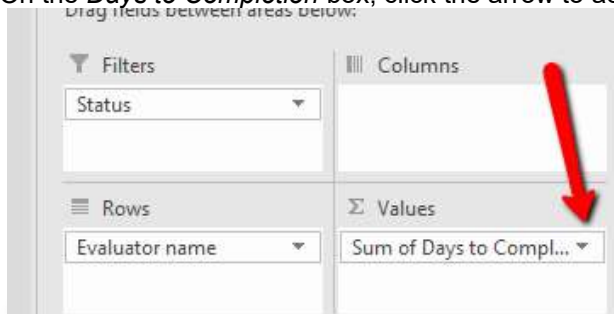 On the Days to Completion box, click the arrow to
Drag fields between areas below:
Filters
Columns
Status
Rows
Σ Values
Evaluator name
Sum of Days to Compl...